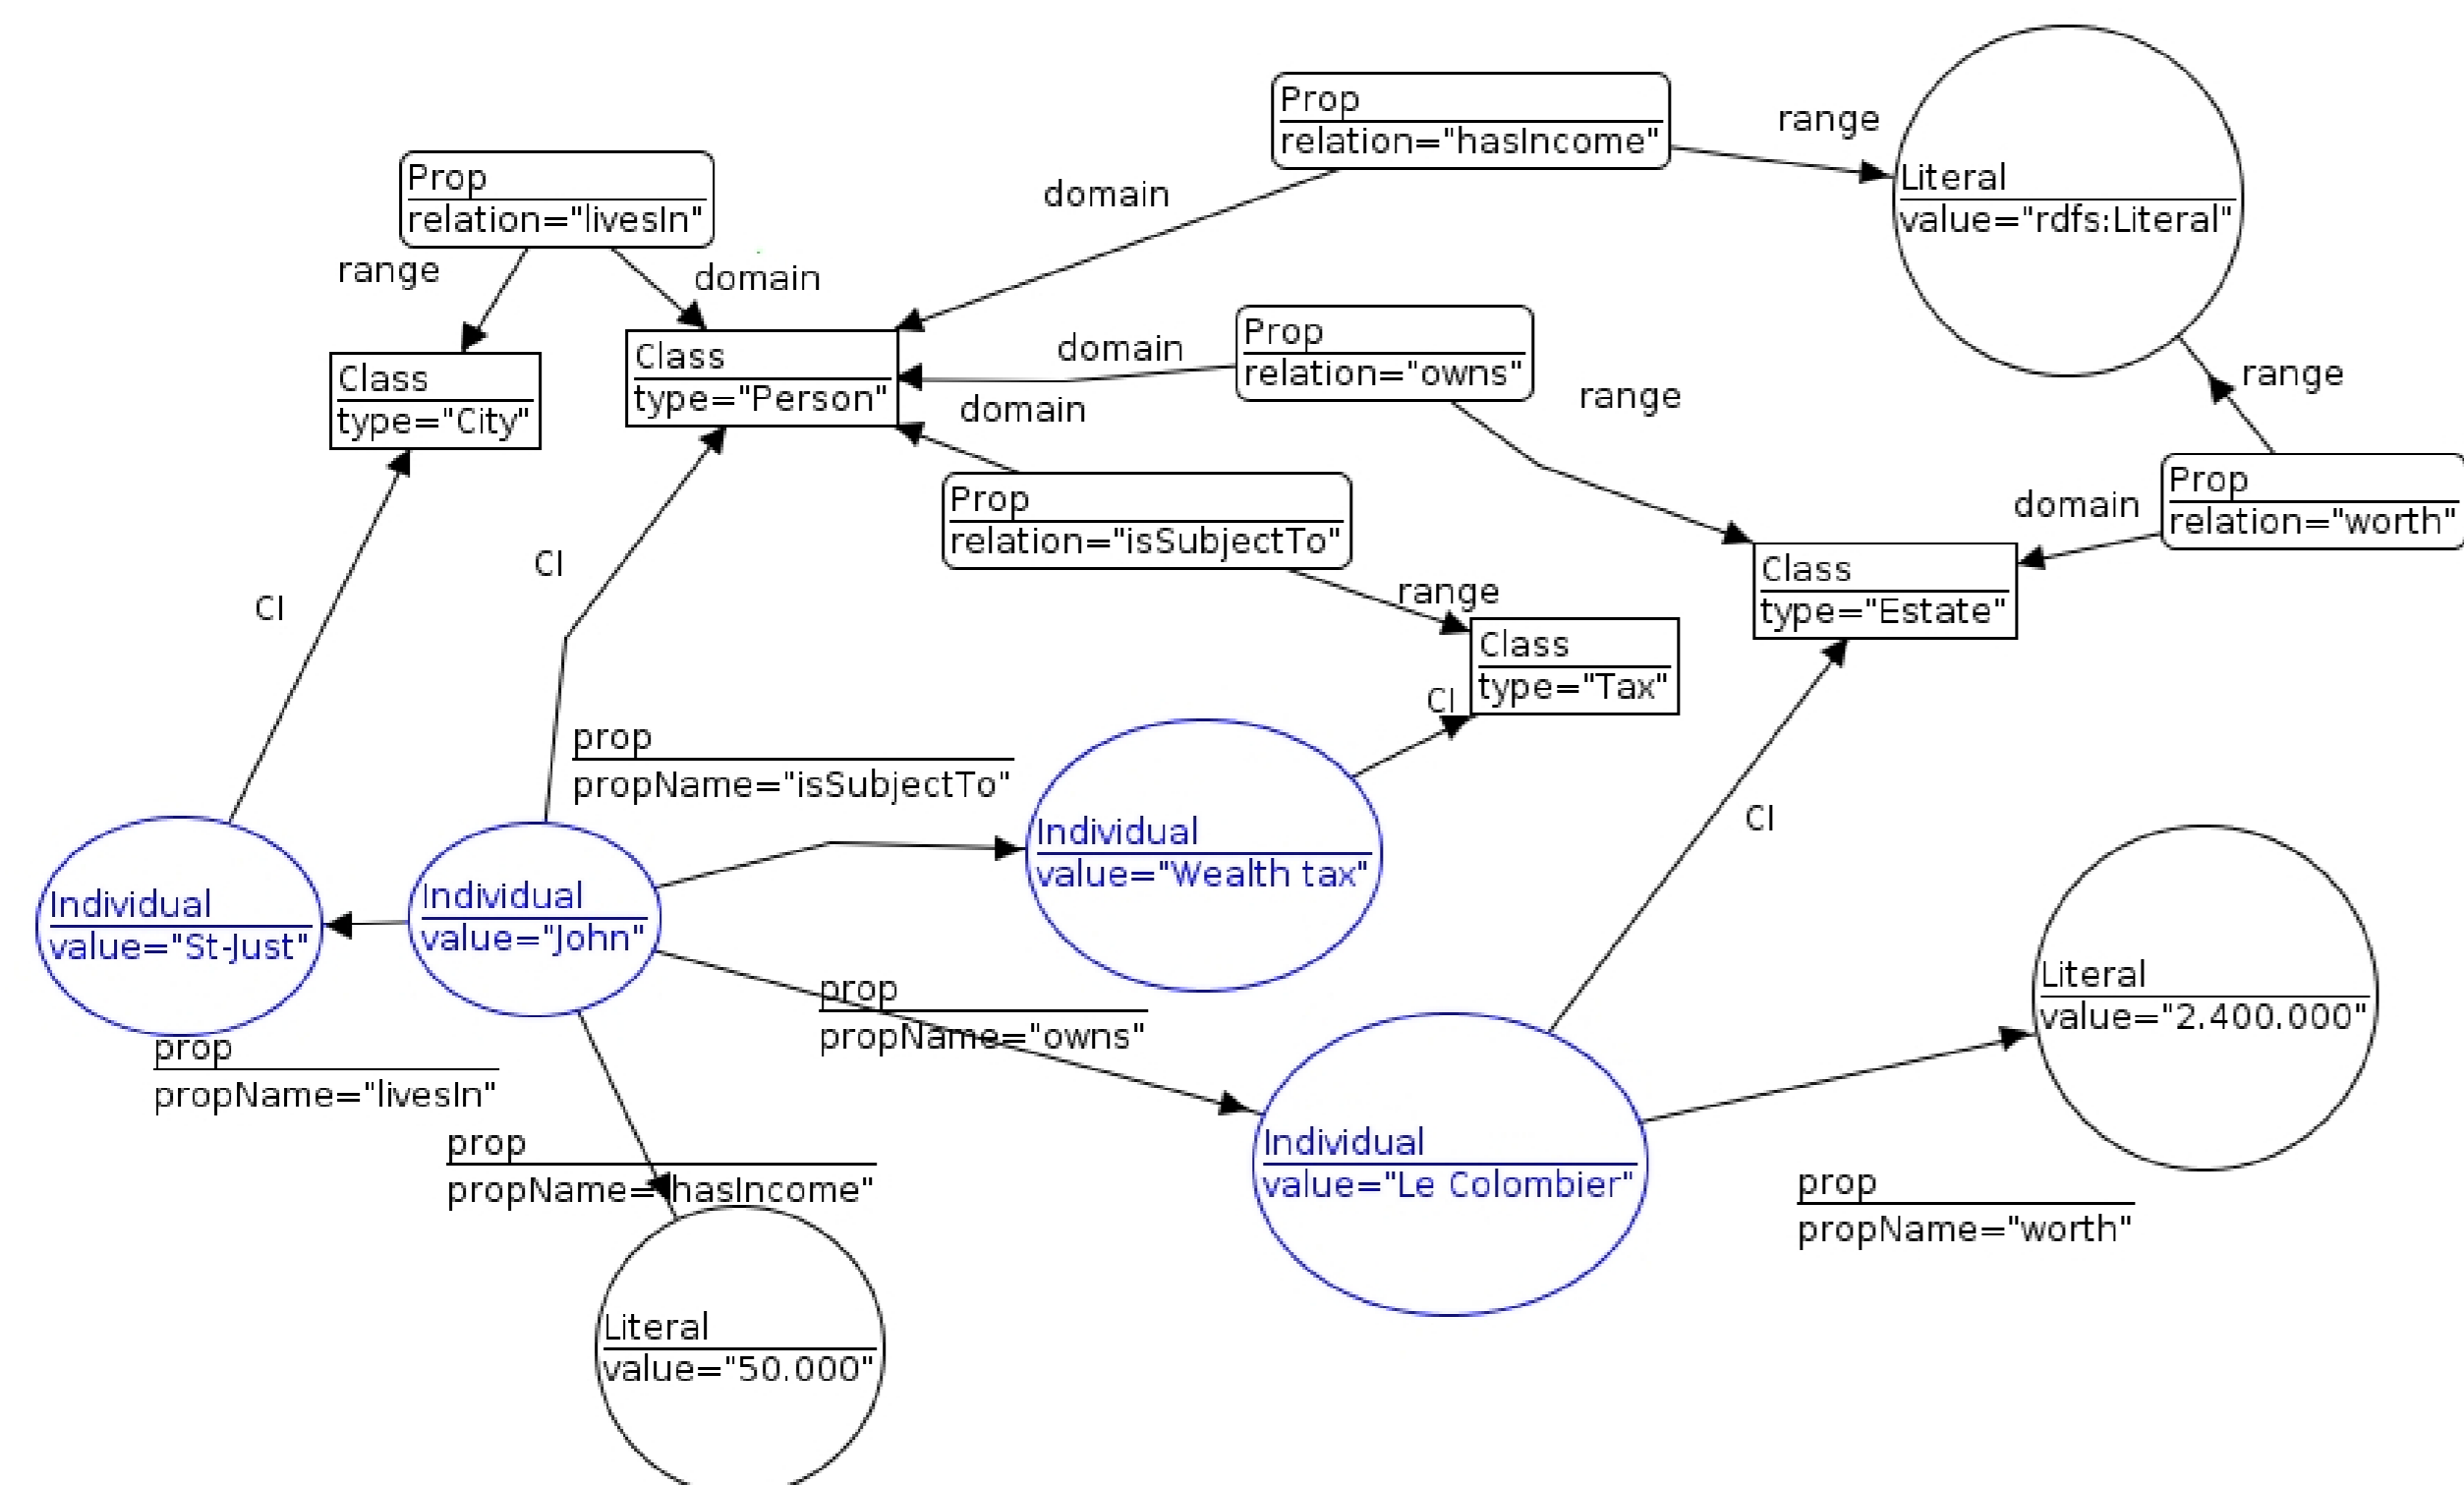 Prop
relation="hasIncome"
range
Literal
value="rdfs:Literal"
domain
Prop
relation="livesIn"
range
domain
Class
type="City"
Class
type="Person"
domain
Prop
relation="owns"
range
domain
range
Prop
relation="isSubjectTo"
Prop
relation="worth"
domain
Class
type="Estate"
range
Class
type="Tax"
CI
CI
CI
CI
prop
propName="isSubjectTo"
Individual
value="Wealth tax"
Individual
value="St-Just"
Individual
value="John"
prop
propName="owns"
Literal
value="2.400.000"
prop
propName="livesIn"
prop
propName="hasIncome"
Individual
value="Le Colombier"
prop
propName="worth"
Literal
value="50.000"